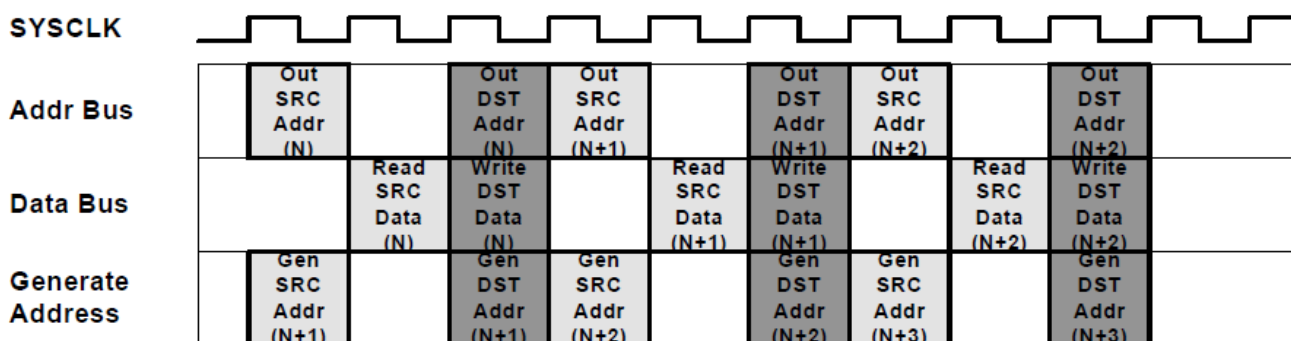 SYSCLK
Addr Bus
Out SRC Addr (N)
Out DST Addr (N)
Out SRC Addr (N+1)
Out DST Addr (N+1)
Out SRC Addr (N+2)
Out DST Addr (N+2)
Data Bus
Read SRC Data (N)
Write DST Data (N)
Read SRC Data (N+1)
Write DST Data (N+1)
Read SRC Data (N+2)
Write DST Data (N+2)
Generate Address
Gen SRC Addr (N+1)
Gen DST Addr (N+1)
Gen SRC Addr (N+2)
Gen DST Addr (N+2)
Gen SRC Addr (N+3)
Gen DST Addr (N+3)